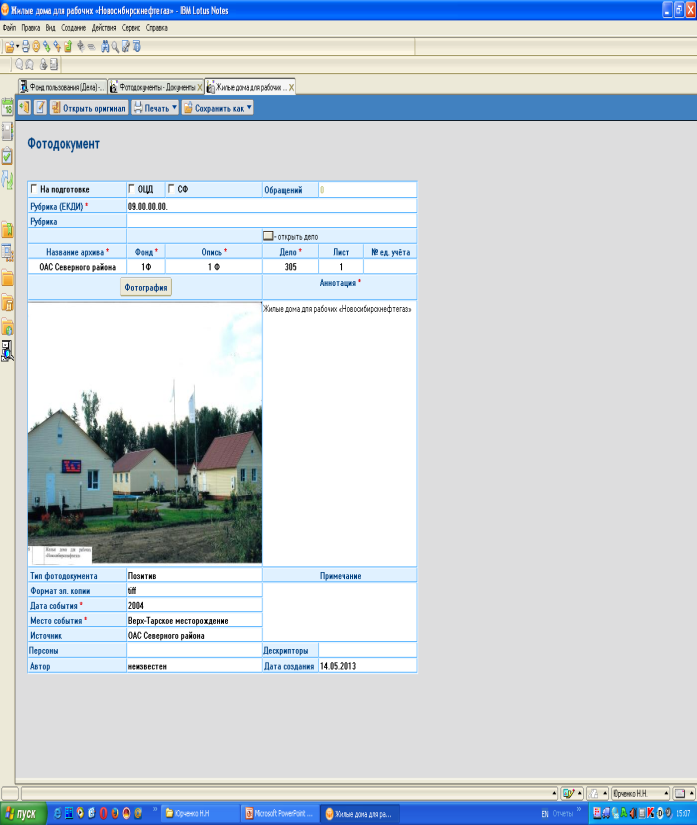 Жилые дома для рабочих «Новосибирскнефтегаз» - IBM Lotus Notes
Файл Правка Вид Создание Действия Сервис Справка
Фонд пользования (Дела) -... Фотодокументы - Документы Жилые дома для рабочих ...
Открыть оригинал Печать Сохранить как
Фотодокумент
На подготовке ОЦД СФ Обращений 0
Рубрика (ЕКДИ) * 09.00.00.00.
Рубрика
- открыть дело
Название архива * Фонд * Опись * Дело * Лист № ед. учёта
ОАС Северного района 1Ф 1 Ф 305 1
Фотография Аннотация *
Жилые дома для рабочих «Новосибирскнефтегаз»
Жилые дома для рабочих
«Новосибирскнефтегаз»
Тип фотодокумента Позитив Примечание
Формат эл. копии tiff
Дата события * 2004
Место события * Верх-Тарское месторождение
Источник ОАС Северного района
Персоны Дескрипторы
Автор неизвестен Дата создания 14.05.2013
Юрченко Н.Н.
пуск Юрченко Н.Н Microsoft PowerPoint ... Жилые дома для ра... EN Отчеты 15:07